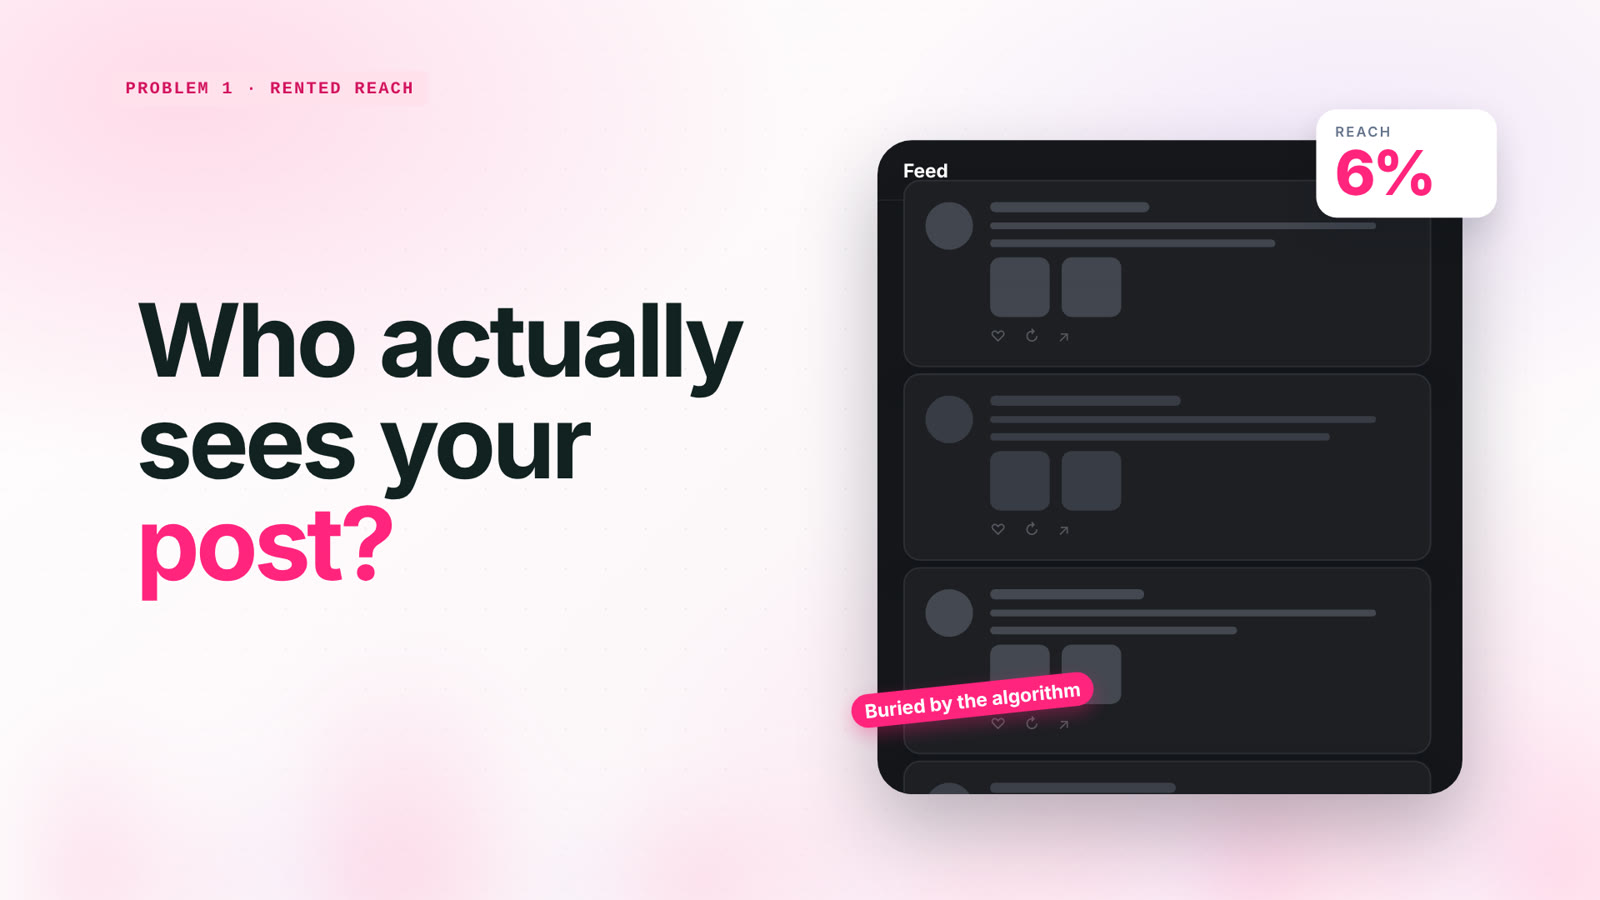 PROBLEM 1 · RENTED REACH
Who actually
sees your
post?
Feed
REACH
6%
Buried by the algorithm